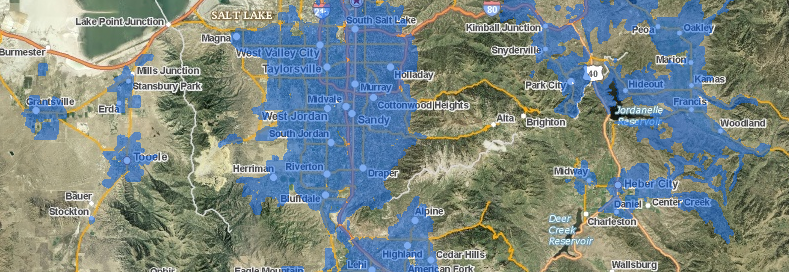 SALT LAKE
215
80
Lake Point Junction
South Salt Lake
Kimball Junction
Peoa
Oakley
Magna
Burmester
West Valley City
Snyderville
Marion
Taylorsville
Holladay
40
Kamas
Mills Junction
Stansbury Park
Murray
Park City
Hideout
Grantsville
Erda
Midvale
Cottonwood Heights
Francis
West Jordan
Sandy
Alta
Brighton
Jordanelle
Reservoir
Woodland
South Jordan
Tooele
Herriman
Riverton
Draper
Midway
Heber City
Bauer
Stockton
Bluffdale
Alpine
Daniel
Center Creek
Deer
Creek
Reservoir
Charleston
Highland
Cedar Hills
Ophir
Eagle Mountain
Lehi
American Fork
Wallsburg